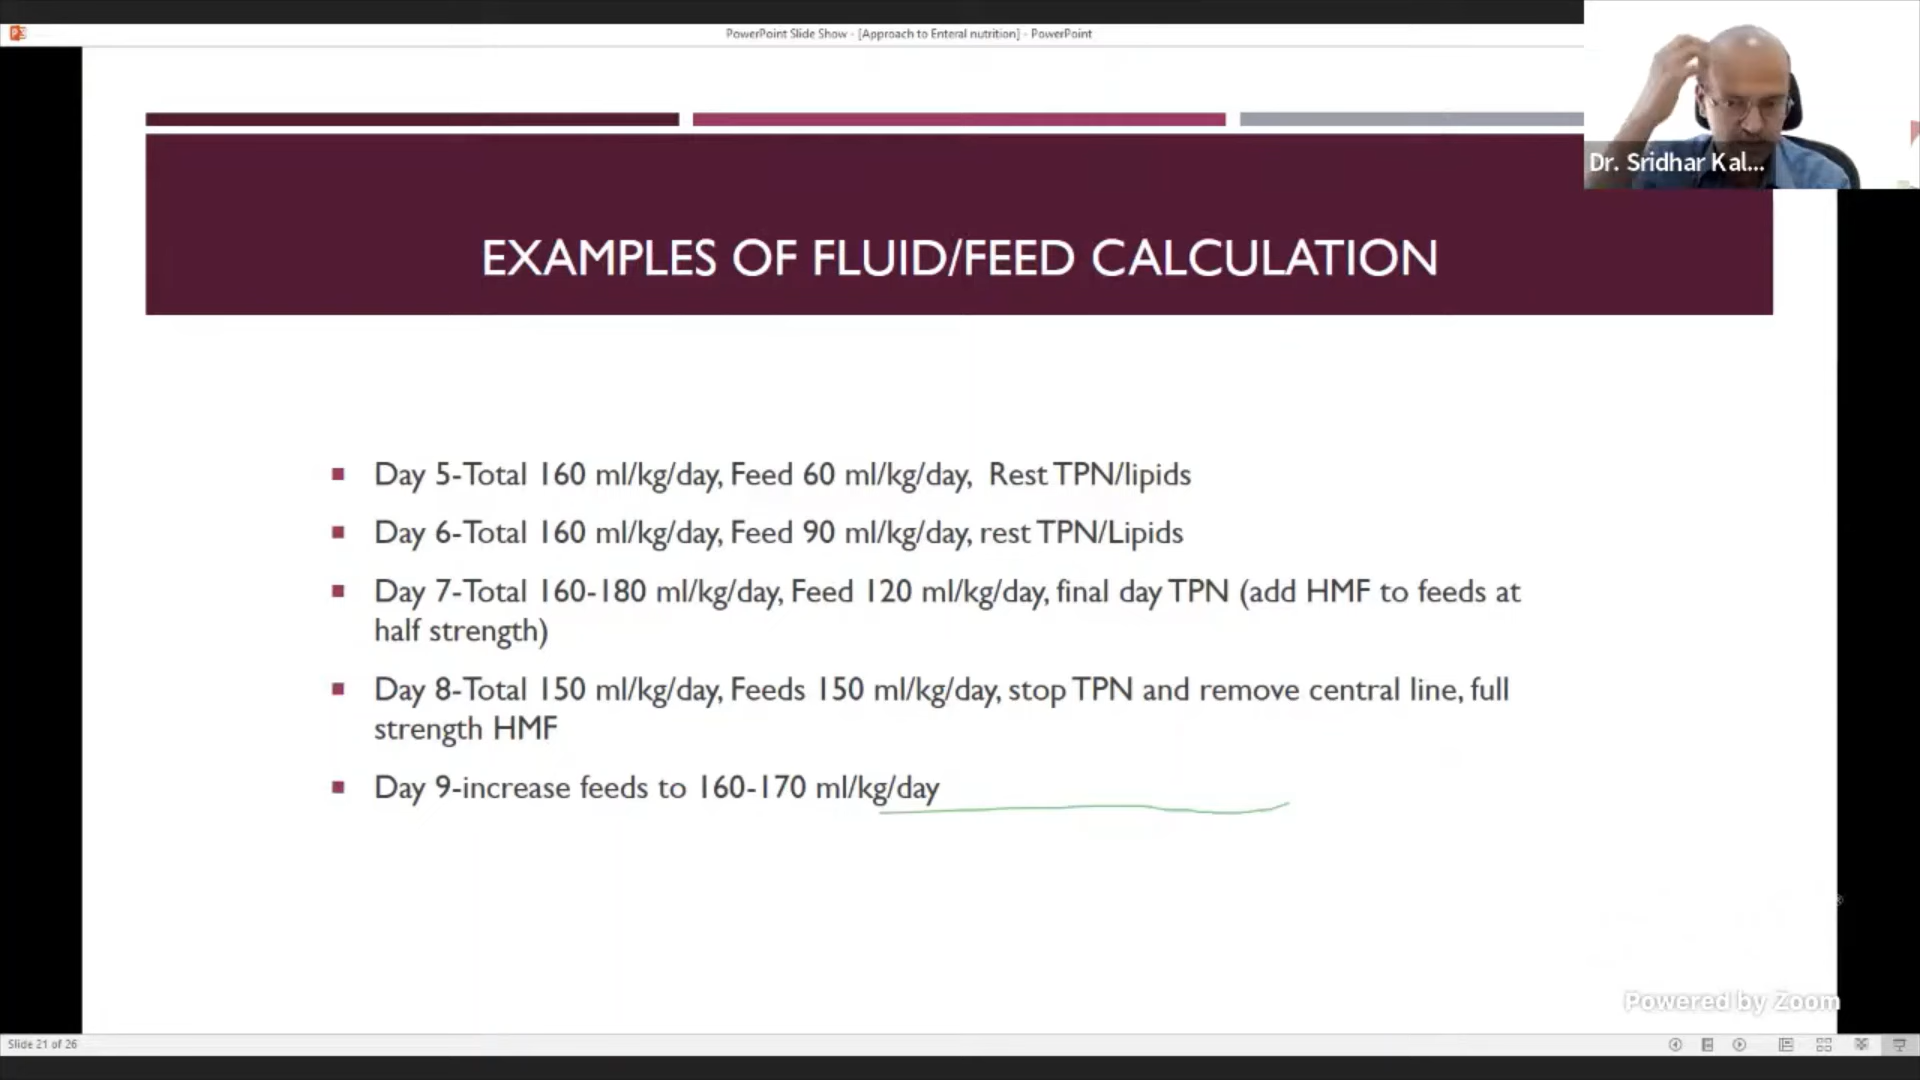 PowerPoint Slide Show - [Approach to Enteral nutrition] - PowerPoint
Dr. Sridhar Kal...
EXAMPLES OF FLUID/FEED CALCULATION
Day 5-Total 160 ml/kg/day, Feed 60 ml/kg/day, Rest TPN/lipids
Day 6-Total 160 ml/kg/day, Feed 90 ml/kg/day, rest TPN/Lipids
Day 7-Total 160-180 ml/kg/day, Feed 120 ml/kg/day, final day TPN (add HMF to feeds at
half strength)
Day 8-Total 150 ml/kg/day, Feeds 150 ml/kg/day, stop TPN and remove central line, full
strength HMF
Day 9-increase feeds to 160-170 ml/kg/day
Powered by Zoom
Slide 21 of 26